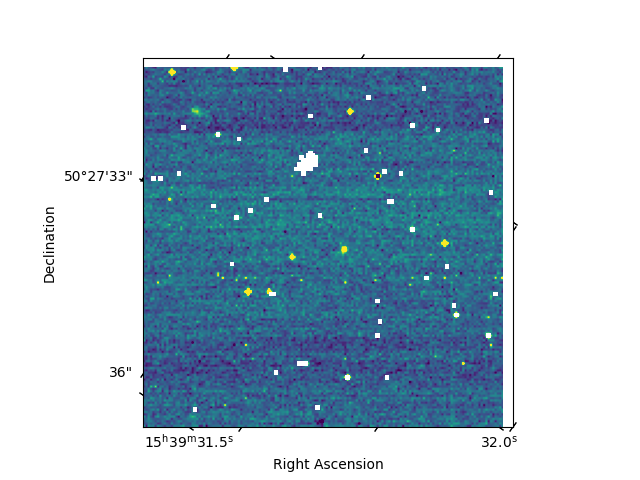 50°27'33"
Declination
36"
15ʰ39ᵐ31.5ˢ
32.0ˢ
Right Ascension